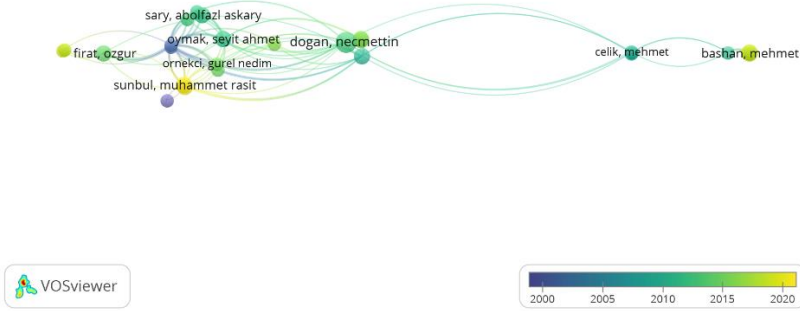 sary, abolfazl askary
oymak, seyit ahmet
dogan, necmettin
firat, ozgur
ornekci, gurel nedim
sunbul, muhammet rasit
celik, mehmet
bashan, mehmet
VOSviewer
2000 2005 2010 2015 2020